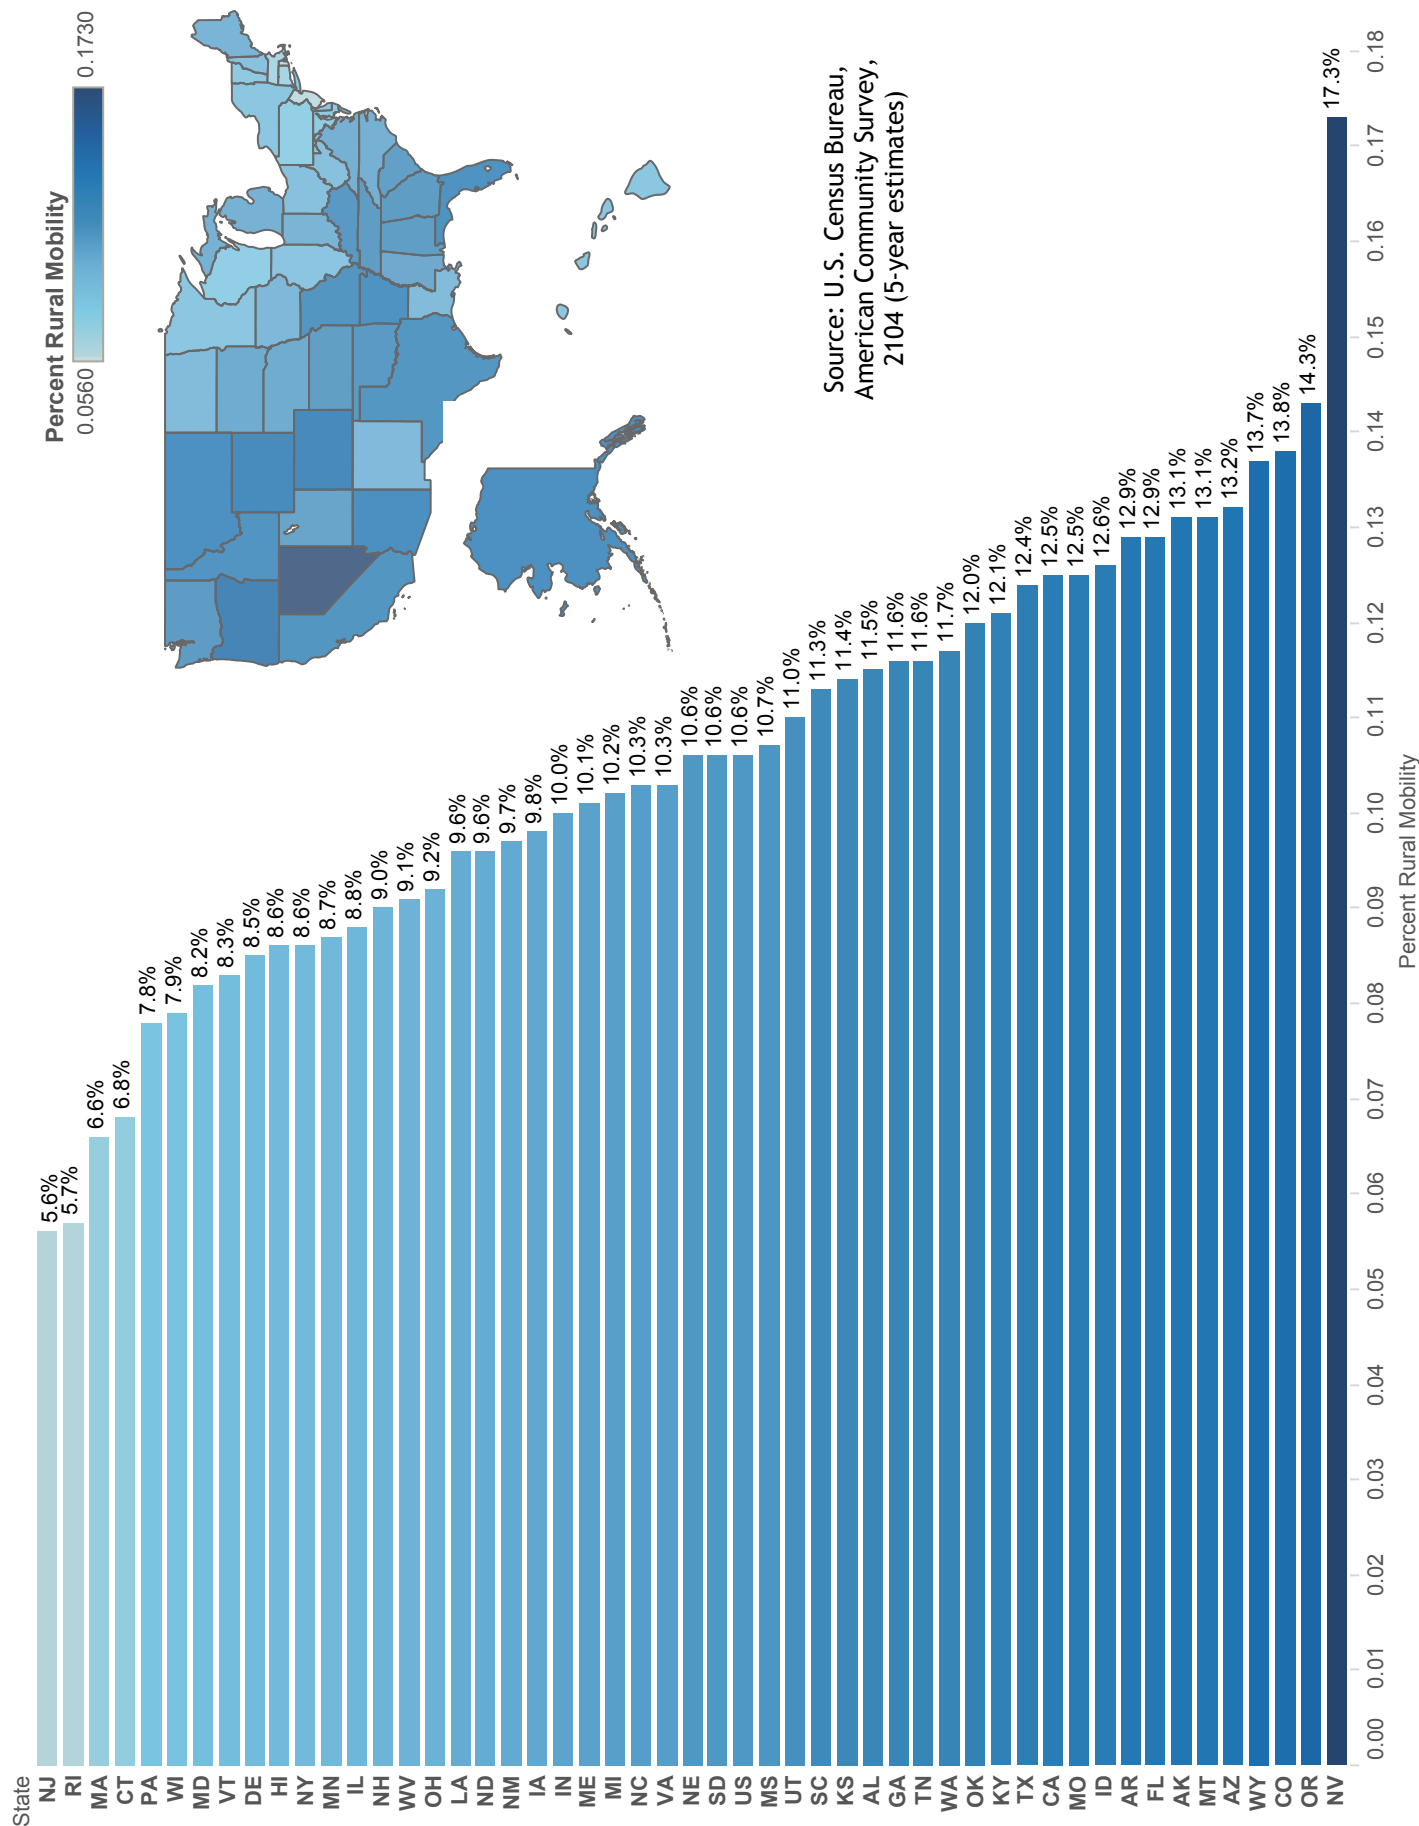 Percent Rural Mobility
0.0560 0.1730
Source: U.S. Census Bureau,
American Community Survey,
2104 (5-year estimates)
State
NJ 5.6%
RI 5.7%
MA 6.6%
CT 6.8%
PA 7.8%
WI 7.9%
MD 8.2%
VT 8.3%
DE 8.5%
HI 8.6%
NY 8.6%
MN 8.7%
IL 8.8%
NH 9.0%
WV 9.1%
OH 9.2%
LA 9.6%
ND 9.6%
NM 9.7%
IA 9.8%
IN 10.0%
ME 10.1%
MI 10.2%
NC 10.3%
VA 10.3%
NE 10.6%
SD 10.6%
US 10.6%
MS 10.7%
UT 11.0%
SC 11.3%
KS 11.4%
AL 11.5%
GA 11.6%
TN 11.6%
WA 11.7%
OK 12.0%
KY 12.1%
TX 12.4%
CA 12.5%
MO 12.5%
ID 12.6%
AR 12.9%
FL 12.9%
AK 13.1%
MT 13.1%
AZ 13.2%
WY 13.7%
CO 13.8%
OR 14.3%
NV 17.3%
0.00 0.01 0.02 0.03 0.04 0.05 0.06 0.07 0.08 0.09 0.10 0.11 0.12 0.13 0.14 0.15 0.16 0.17 0.18
Percent Rural Mobility